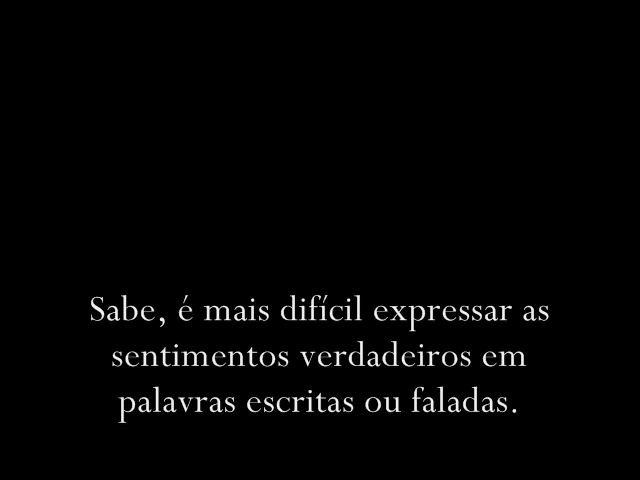 Sabe, é mais difícil expressar as
sentimentos verdadeiros em
palavras escritas ou faladas.